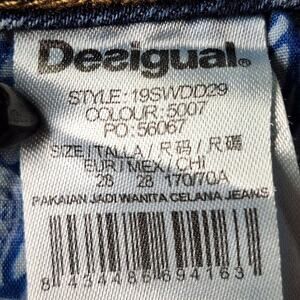 Desigual®
STYLE: 19SWDD29
COLOUR: 5007
PO: 56067
SIZE / TALLA / 尺码 / 尺碼
EUR / MEX / CHI
28 28 170/70A
PAKAIAN JADI WANITA CELANA JEANS
8 434486 694163